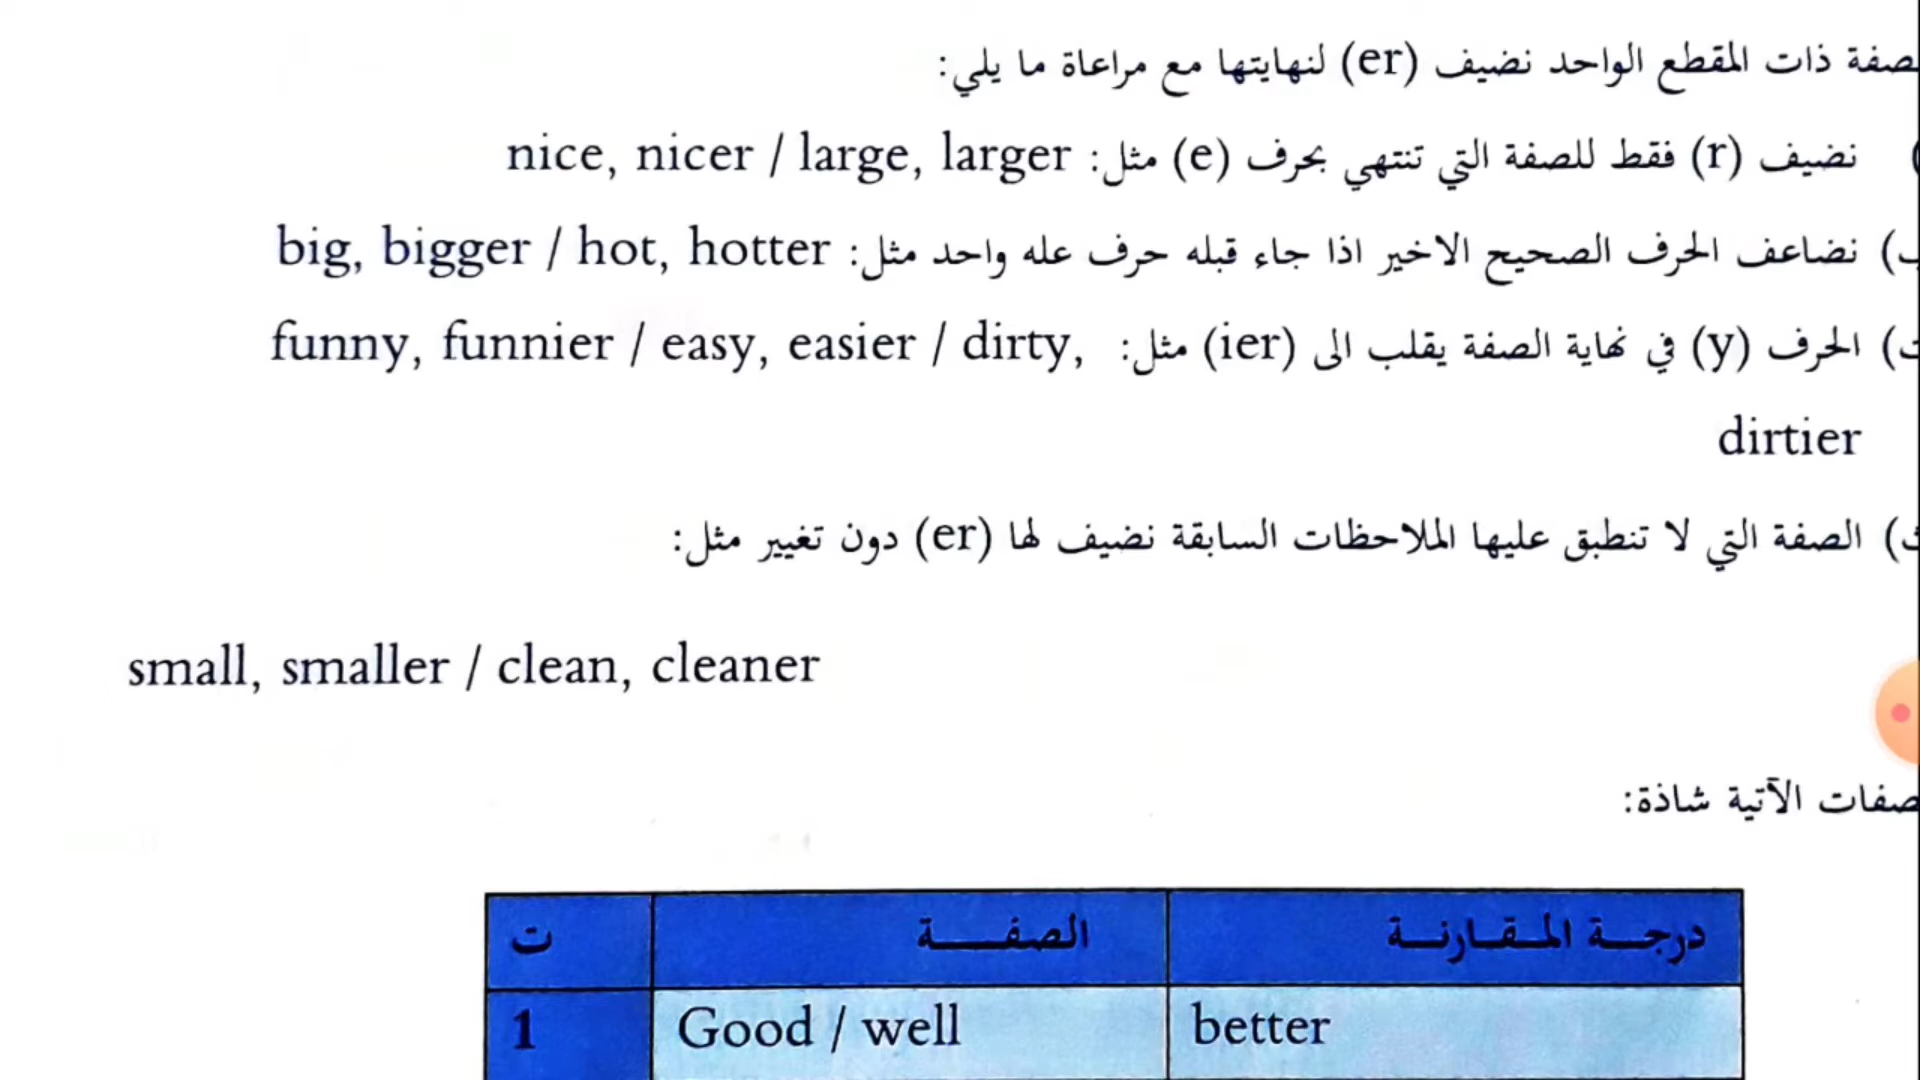 صفة ذات المقطع الواحد نضيف (er) لنهايتها مع مراعاة ما يلي:
نضيف (r) فقط للصفة التي تنتهي بحرف (e) مثل: nice, nicer / large, larger
ب) نضاعف الحرف الصحيح الاخير اذا جاء قبله حرف عله واحد مثل: big, bigger / hot, hotter
ت) الحرف (y) في نهاية الصفة يقلب الى (ier) مثل: funny, funnier / easy, easier / dirty,
dirtier
ث) الصفة التي لا تنطبق عليها الملاحظات السابقة نضيف لها (er) دون تغيير مثل:
small, smaller / clean, cleaner
صفات الآتية شاذة:
ت الصفة درجة المقارنة
1 Good / well better